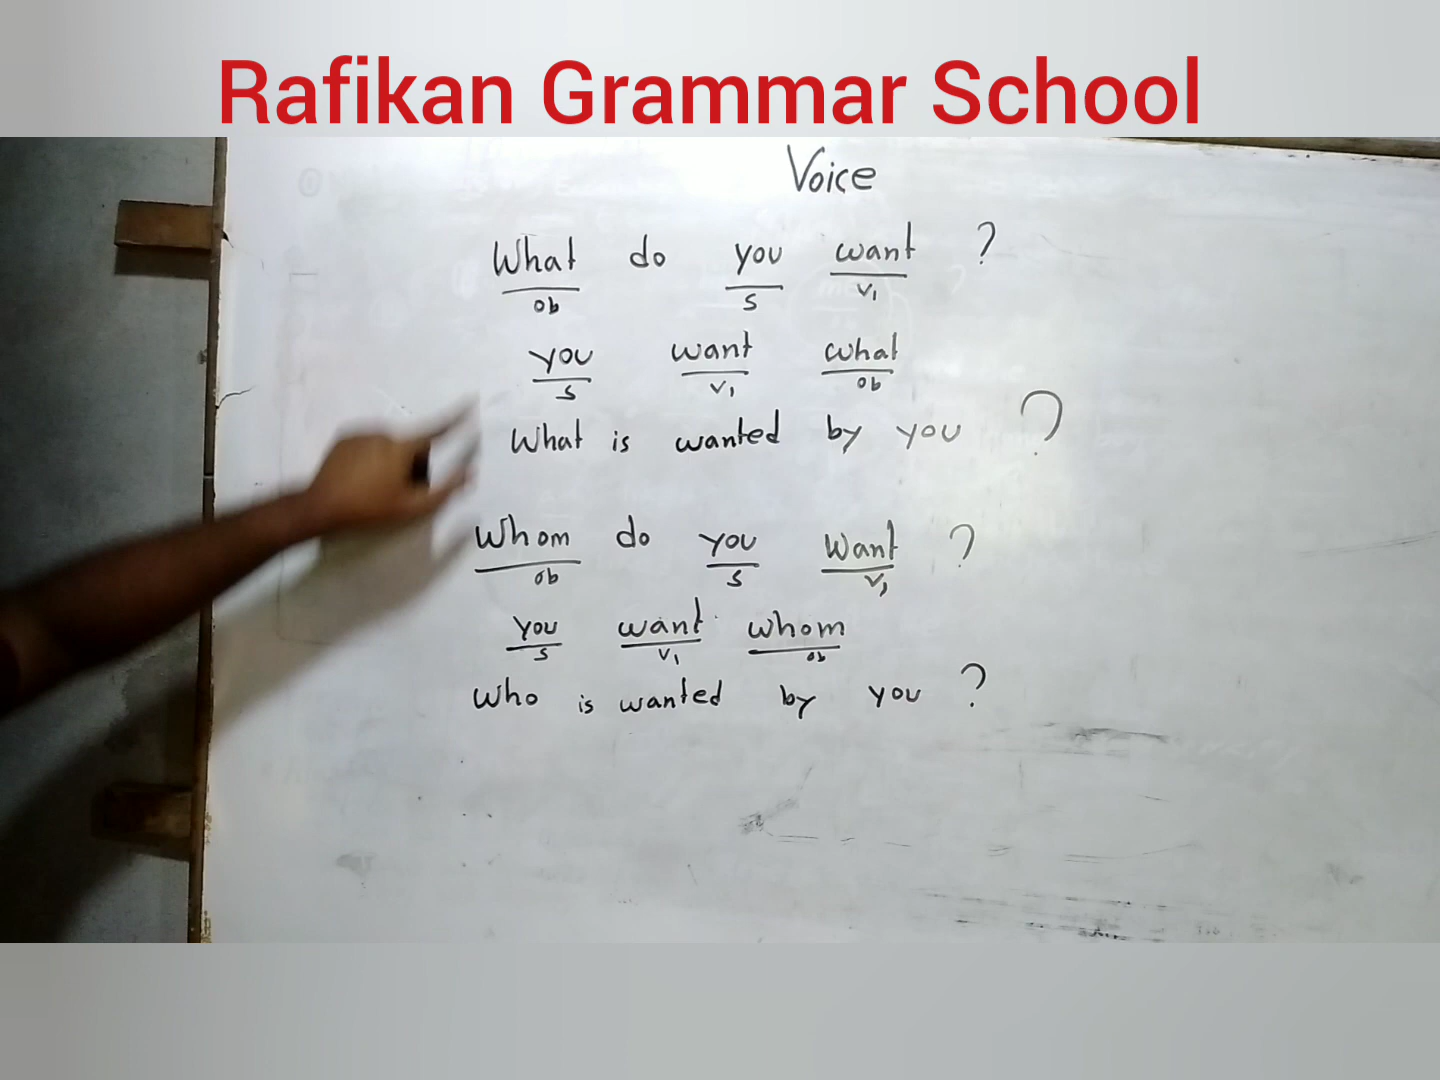 Rafikan Grammar School
Voice
What do you want ?
ob s v1
you want what
s v1 ob
What is wanted by you ?
Whom do you want ?
ob s v1
you want whom
s v1 ob
who is wanted by you ?